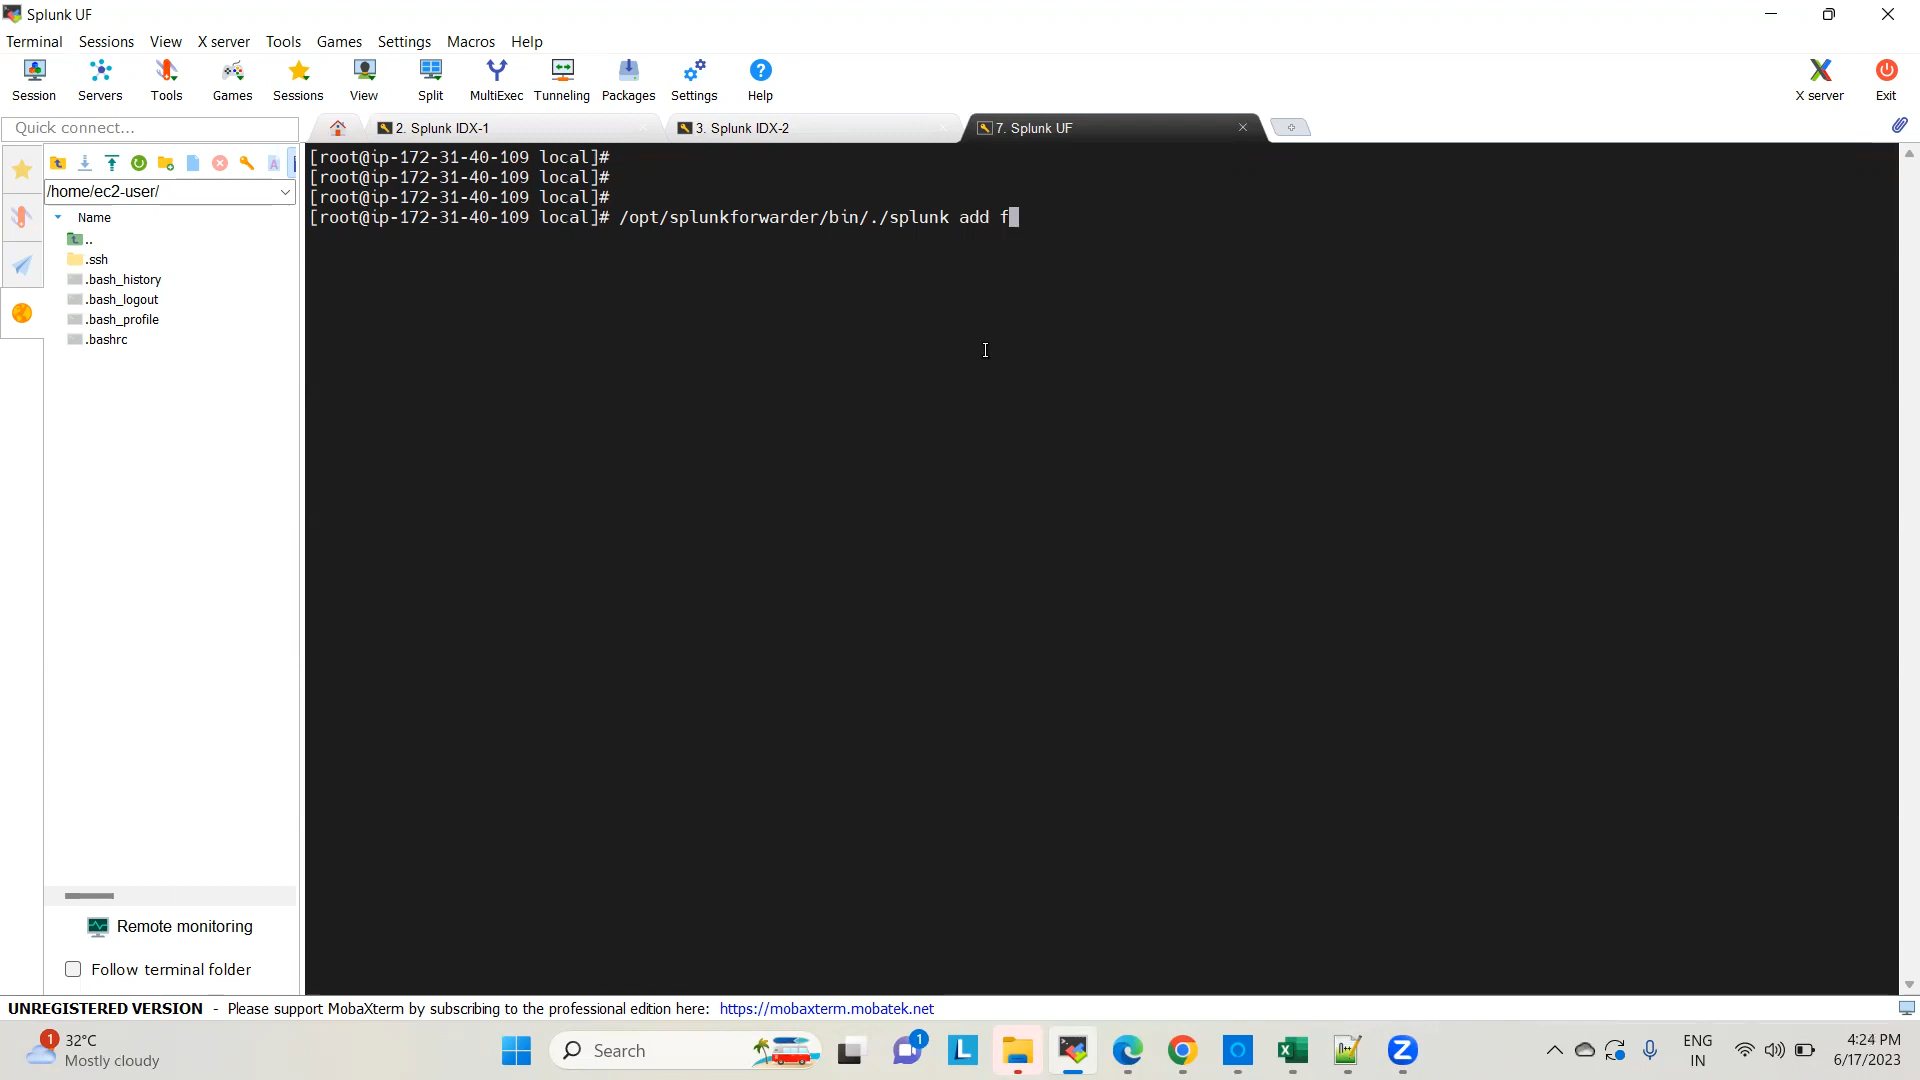 Splunk UF
Terminal Sessions View X server Tools Games Settings Macros Help
Session Servers Tools Games Sessions View Split MultiExec Tunneling Packages Settings Help X server Exit
Quick connect...
2. Splunk IDX-1
3. Splunk IDX-2
7. Splunk UF
/home/ec2-user/
Name
..
.ssh
.bash_history
.bash_logout
.bash_profile
.bashrc
Remote monitoring
Follow terminal folder
[root@ip-172-31-40-109 local]#
[root@ip-172-31-40-109 local]#
[root@ip-172-31-40-109 local]#
[root@ip-172-31-40-109 local]# /opt/splunkforwarder/bin/./splunk add f
UNREGISTERED VERSION - Please support MobaXterm by subscribing to the professional edition here: https://mobaxterm.mobatek.net
1
32°C
Mostly cloudy
Search
1
ENG
IN
4:24 PM
6/17/2023